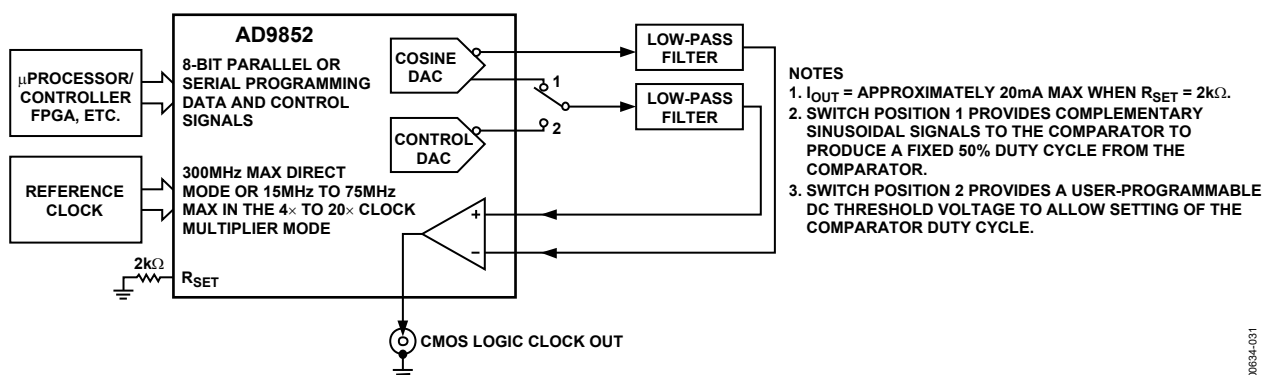 AD9852
µPROCESSOR/
CONTROLLER
FPGA, ETC.
8-BIT PARALLEL OR
SERIAL PROGRAMMING
DATA AND CONTROL
SIGNALS
COSINE
DAC
1
2
CONTROL
DAC
LOW-PASS
FILTER
LOW-PASS
FILTER
REFERENCE
CLOCK
300MHz MAX DIRECT
MODE OR 15MHz TO 75MHz
MAX IN THE 4× TO 20× CLOCK
MULTIPLIER MODE
+
–
2kΩ
RSET
CMOS LOGIC CLOCK OUT
NOTES
1. IOUT = APPROXIMATELY 20mA MAX WHEN RSET = 2kΩ.
2. SWITCH POSITION 1 PROVIDES COMPLEMENTARY
SINUSOIDAL SIGNALS TO THE COMPARATOR TO
PRODUCE A FIXED 50% DUTY CYCLE FROM THE
COMPARATOR.
3. SWITCH POSITION 2 PROVIDES A USER-PROGRAMMABLE
DC THRESHOLD VOLTAGE TO ALLOW SETTING OF THE
COMPARATOR DUTY CYCLE.
00634-031